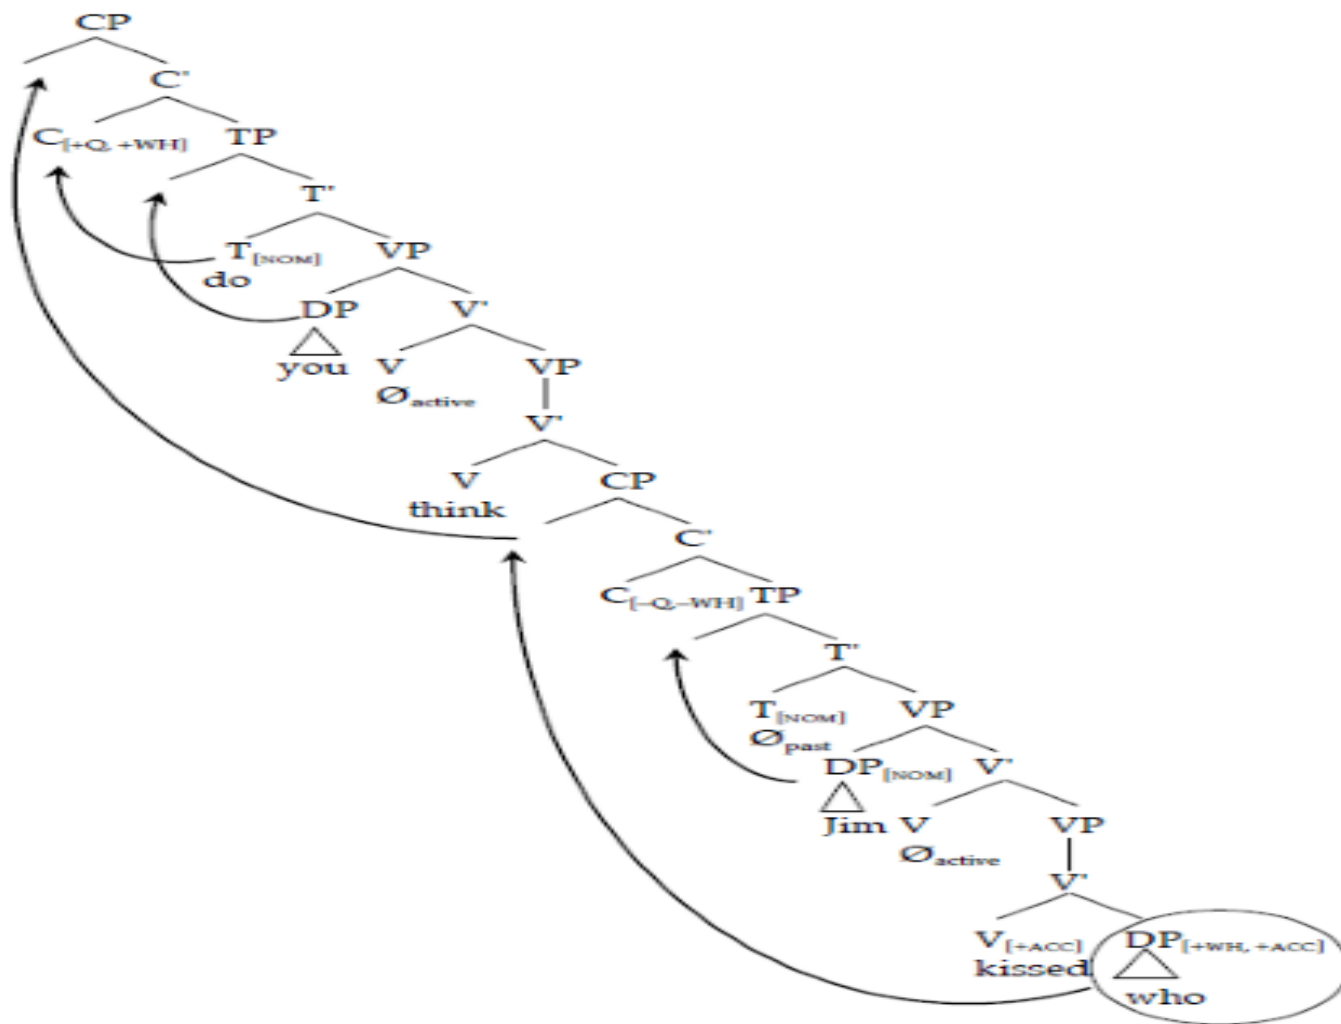 CP
C'
C[+Q, +WH] TP
T'
T[NOM] VP
do
DP V'
you V VP
Øactive
V'
V CP
think
C'
C[–Q,–WH] TP
T'
T[NOM] VP
Øpast
DP[NOM] V'
Jim V VP
Øactive
V'
V[+ACC] DP[+WH, +ACC]
kissed
who